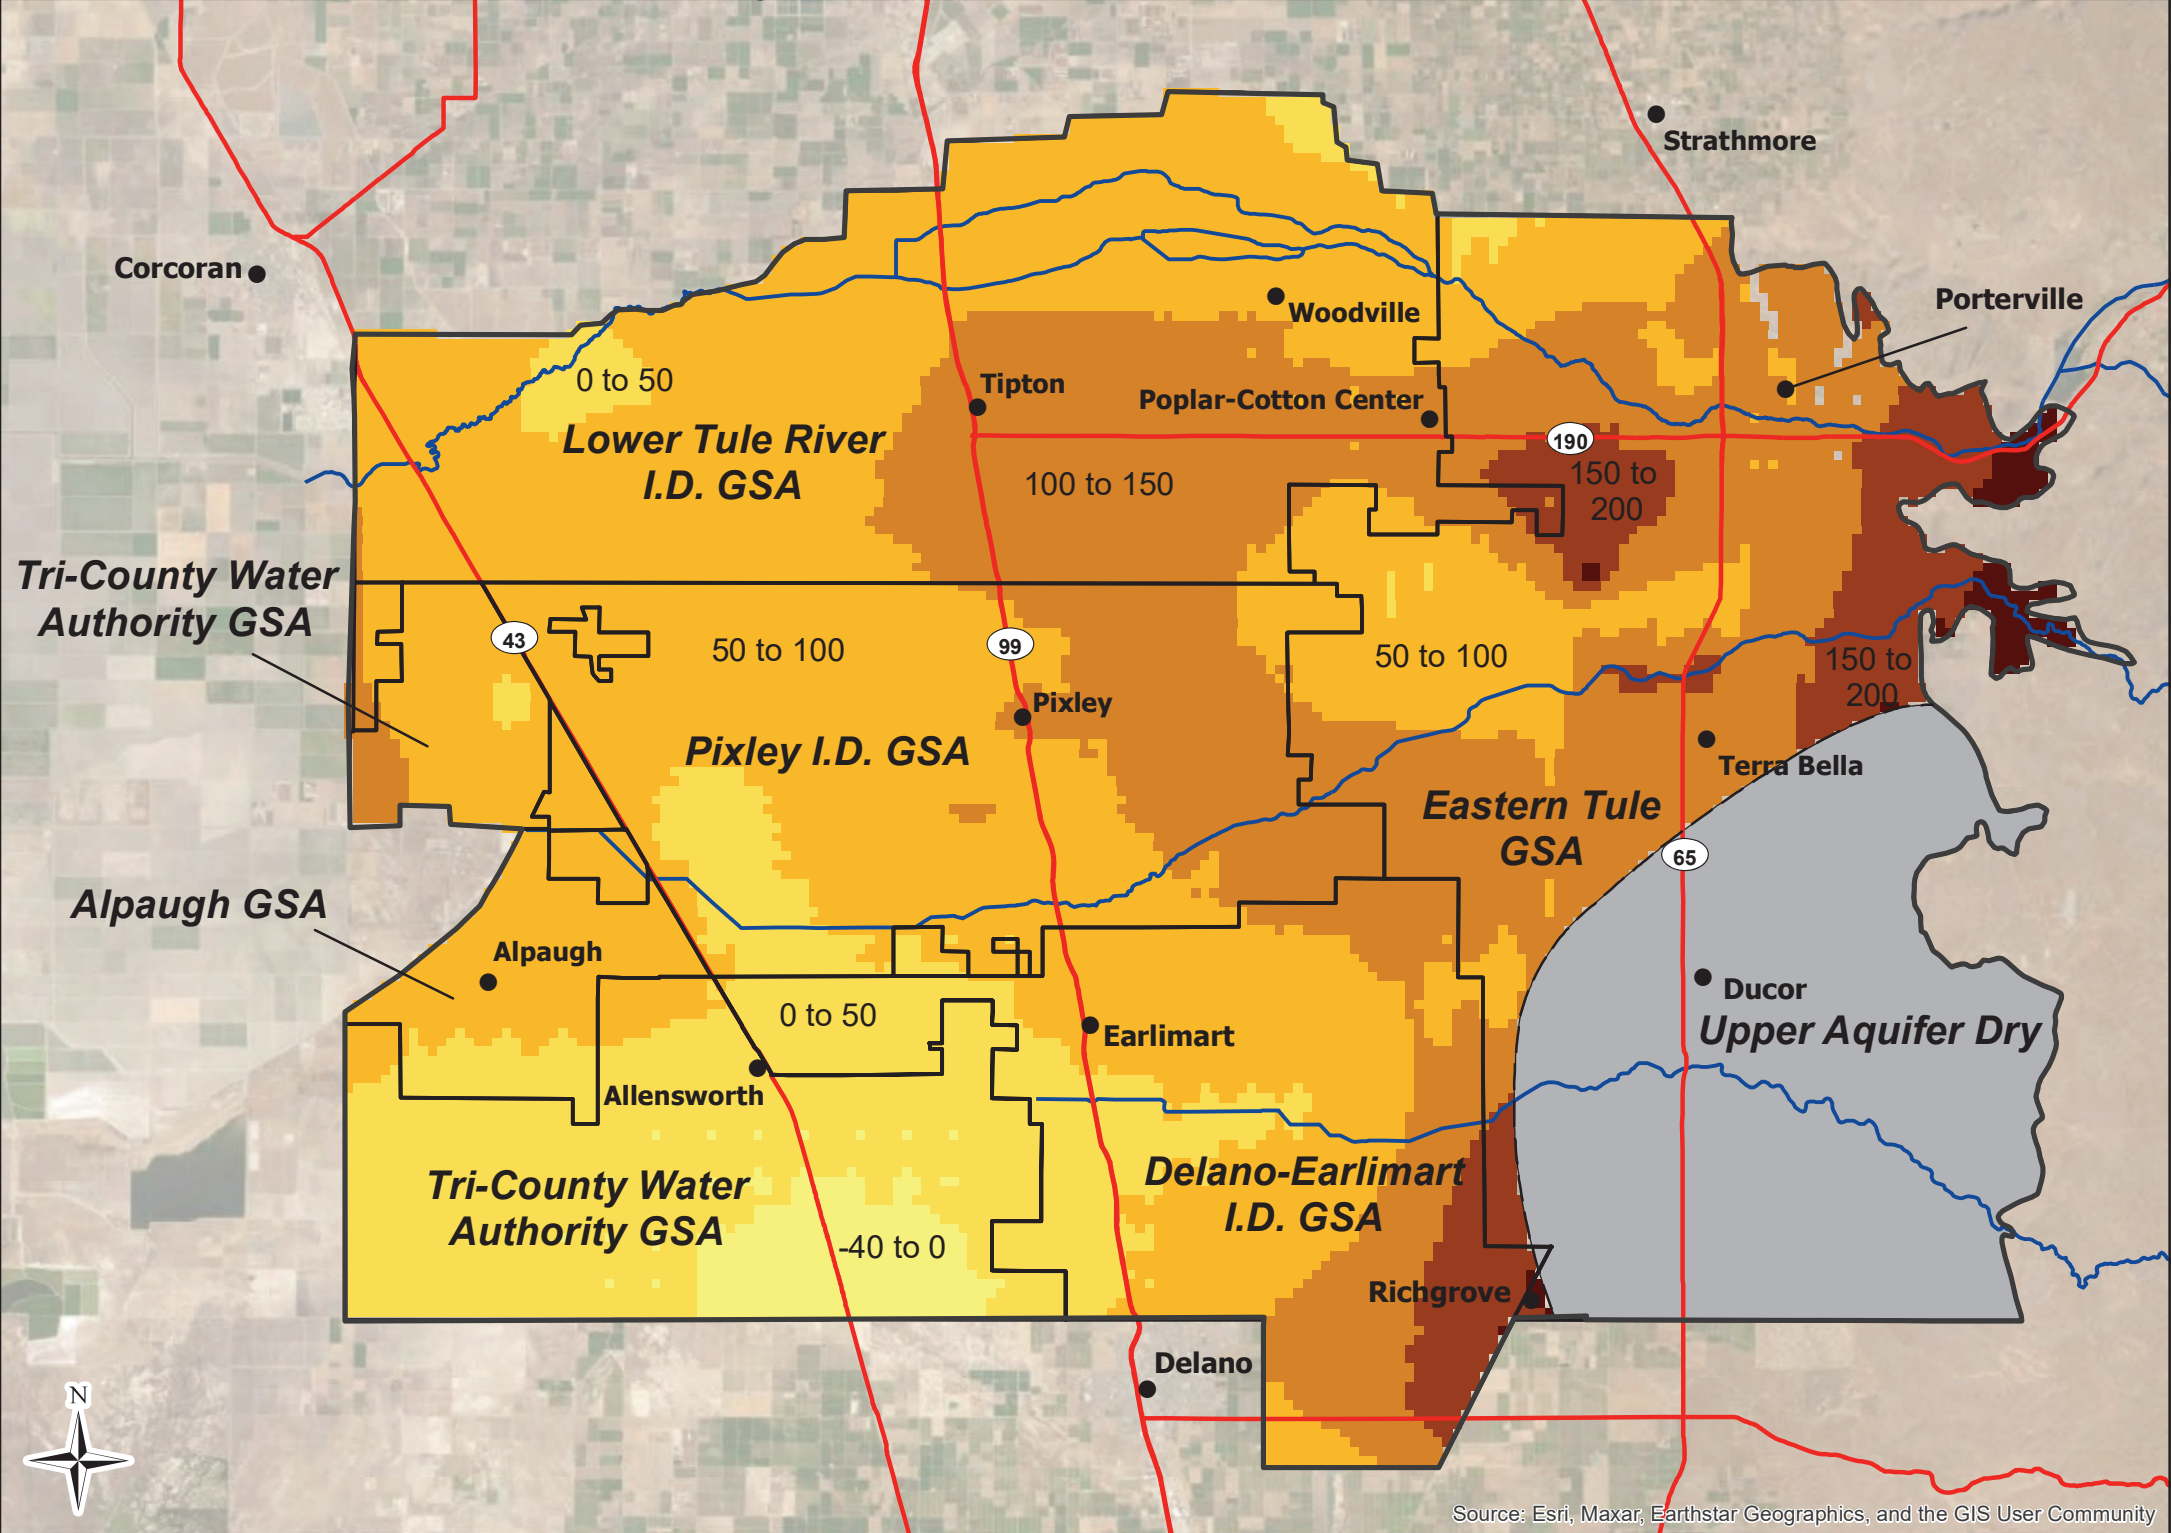 Strathmore
Corcoran
Porterville
Woodville
0 to 50
Tipton
Poplar-Cotton Center
Lower Tule River
I.D. GSA
190
100 to 150
150 to
200
Tri-County Water
Authority GSA
43
99
50 to 100
50 to 100
150 to
200
Pixley
Pixley I.D. GSA
Terra Bella
Eastern Tule
GSA
65
Alpaugh GSA
Alpaugh
Ducor
0 to 50
Earlimart
Upper Aquifer Dry
Allensworth
Tri-County Water
Authority GSA
Delano-Earlimart
I.D. GSA
-40 to 0
Richgrove
Delano
N
Source: Esri, Maxar, Earthstar Geographics, and the GIS User Community